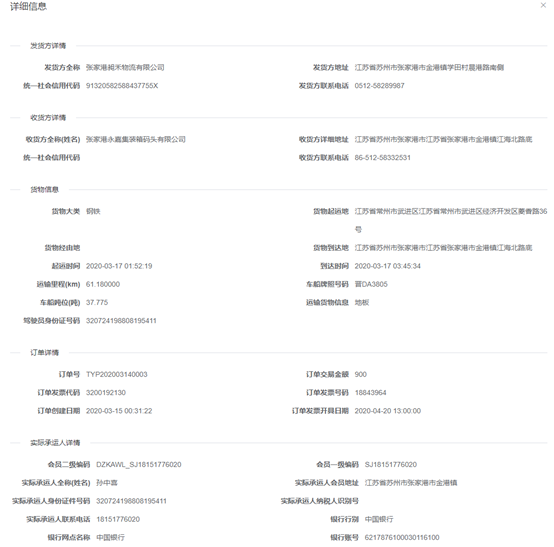 详细信息
发货方详情
发货方全称 张家港昶禾物流有限公司 发货方地址 江苏省苏州市张家港市金港镇学田村晨港路南侧
统一社会信用代码 91320582588437755X 发货方联系电话 0512-58289987
收货方详情
收货方全称(姓名) 张家港永嘉集装箱码头有限公司 收货方详细地址 江苏省苏州市张家港市江苏省张家港市金港镇江海北路底
统一社会信用代码 收货方联系电话 86-512-58332531
货物信息
货物大类 钢铁 货物起运地 江苏省常州市武进区江苏省常州市武进区经济开发区菱香路36
号
货物经由地 货物到达地 江苏省苏州市张家港市江苏省张家港市金港镇江海北路底
起运时间 2020-03-17 01:52:19 到达时间 2020-03-17 03:45:34
运输里程(km) 61.180000 车船牌照号码 冒DA3805
车船吨位(吨) 37.775 运输货物信息 地板
驾驶员身份证号码 320724198808195411
订单详情
订单号 TYP202003140003 订单交易金额 900
订单发票代码 3200192130 订单发票号码 18843964
订单创建日期 2020-03-15 00:31:22 订单发票开具日期 2020-04-20 13:00:00
实际承运人详情
会员二级编码 DZKAWL_SJ18151776020 会员一级编码 SJ18151776020
实际承运人全称(姓名) 孙中 实际承运人会员地址 江苏省苏州市张家港市金港镇
实际承运人身份证件号码 320724198808195411 实际承运人纳税人识别号
实际承运人联系电话 18151776020 银行行别 中国银行
银行网点名称 中国银行 银行账号 6217876100030116100